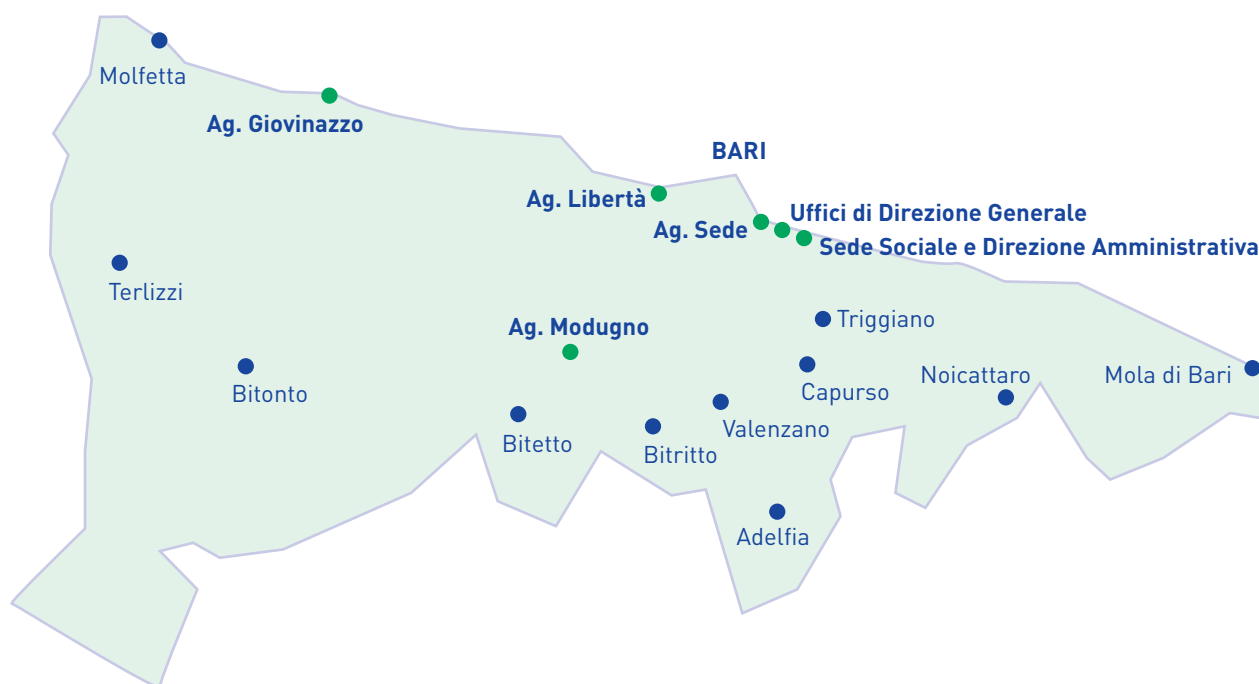 Molfetta
Ag. Giovinazzo
BARI
Ag. Libertà
Uffici di Direzione Generale
Ag. Sede
Sede Sociale e Direzione Amministrativa
Terlizzi
Ag. Modugno
Triggiano
Bitonto
Capurso
Noicattaro
Mola di Bari
Valenzano
Bitetto
Bitritto
Adelfia